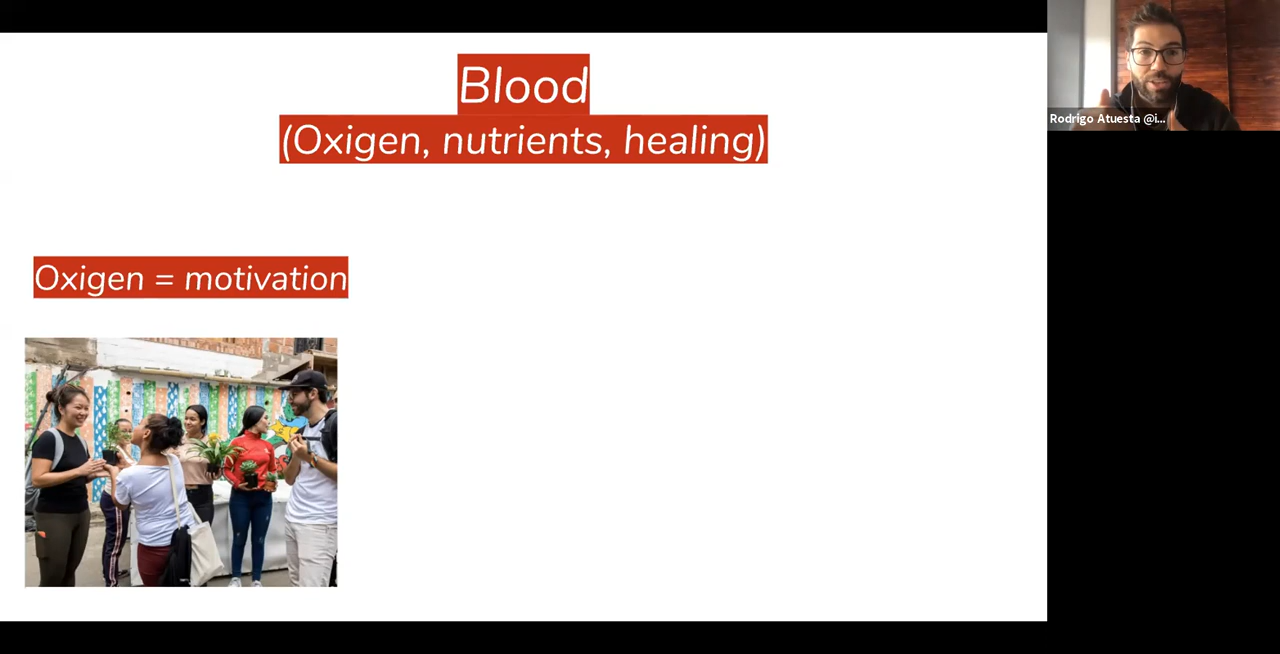 Blood
(Oxigen, nutrients, healing)
Oxigen = motivation
Rodrigo Atuesta @i...